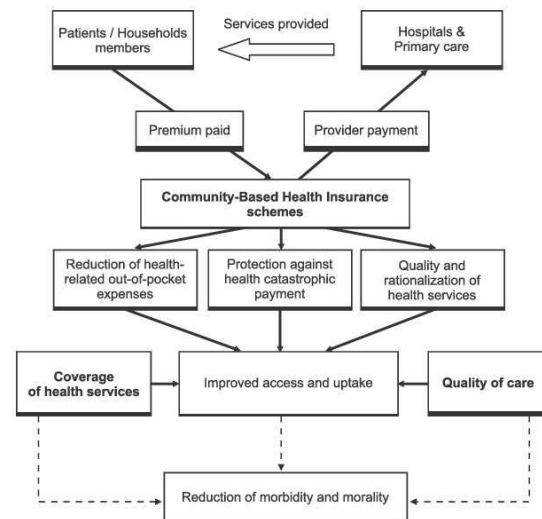 Services provided
Patients / Households
members
Hospitals &
Primary care
Premium paid
Provider payment
Community-Based Health Insurance
schemes
Reduction of health-
related out-of-pocket
expenses
Protection against
health catastrophic
payment
Quality and
rationalization of
health services
Coverage
of health services
Improved access and uptake
Quality of care
Reduction of morbidity and morality